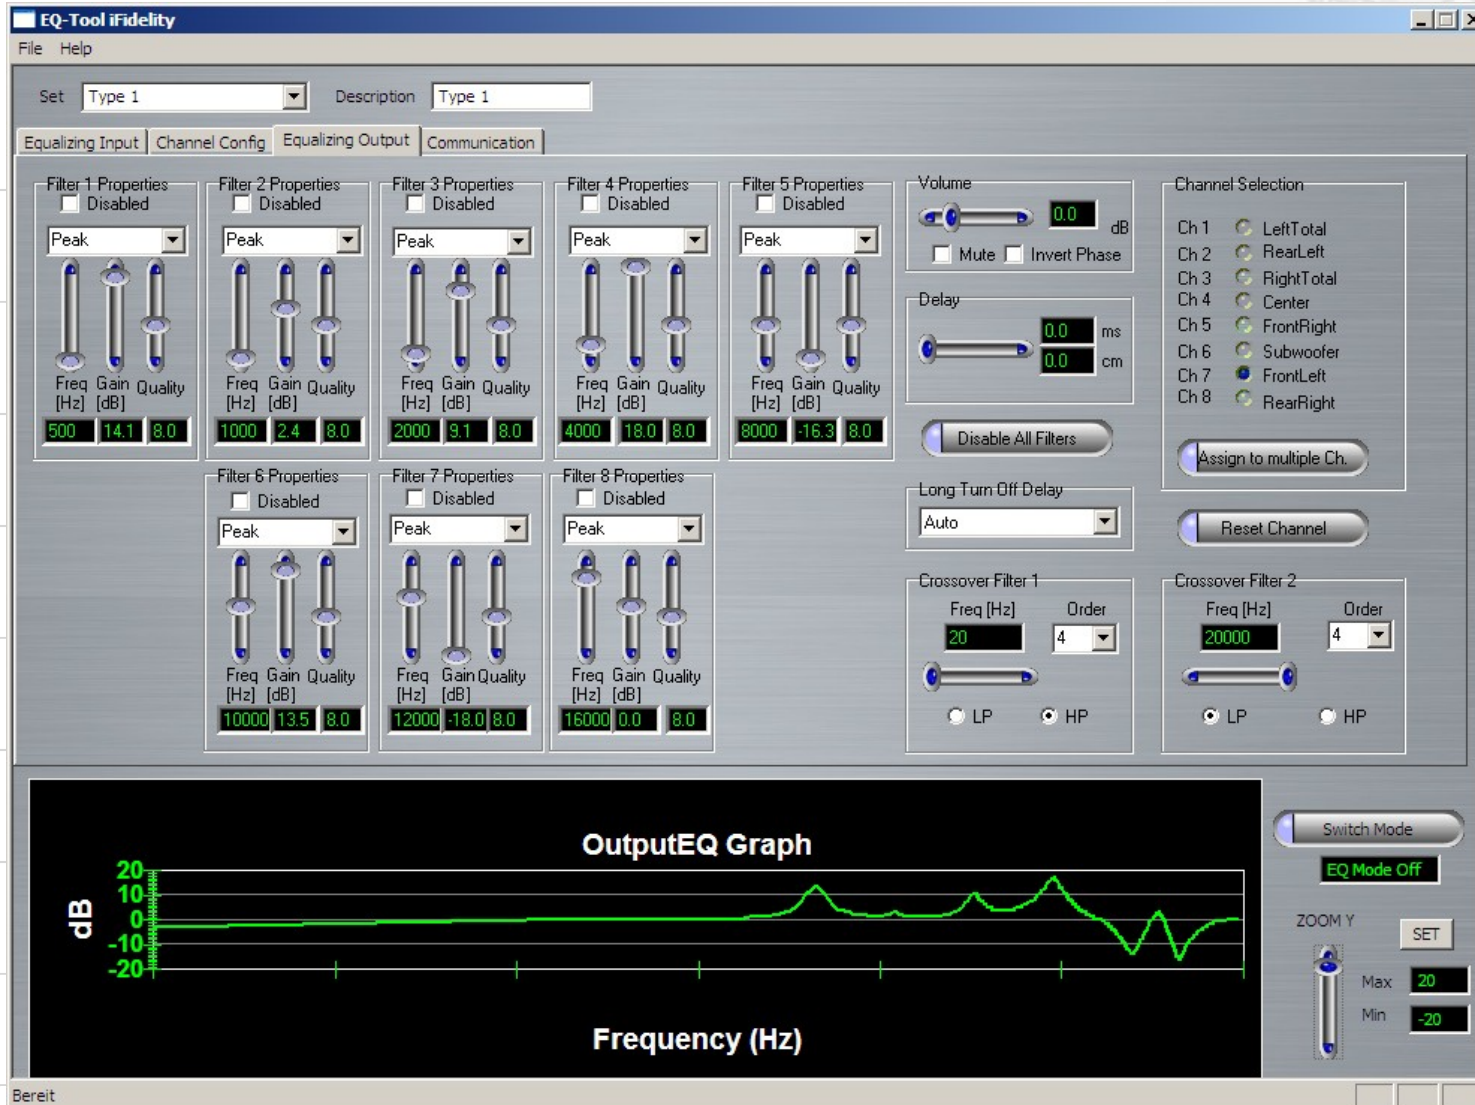 EQ-Tool iFidelity
File Help
Set Type 1 Description Type 1
Equalizing Input Channel Config Equalizing Output Communication
Filter 1 Properties
Disabled
Peak
Freq [Hz] Gain [dB] Quality
500 14.1 8.0
Filter 2 Properties
Disabled
Peak
Freq [Hz] Gain [dB] Quality
1000 2.4 8.0
Filter 3 Properties
Disabled
Peak
Freq [Hz] Gain [dB] Quality
2000 9.1 8.0
Filter 4 Properties
Disabled
Peak
Freq [Hz] Gain [dB] Quality
4000 18.0 8.0
Filter 5 Properties
Disabled
Peak
Freq [Hz] Gain [dB] Quality
8000 -16.3 8.0
Filter 6 Properties
Disabled
Peak
Freq [Hz] Gain [dB] Quality
10000 13.5 8.0
Filter 7 Properties
Disabled
Peak
Freq [Hz] Gain [dB] Quality
12000 -18.0 8.0
Filter 8 Properties
Disabled
Peak
Freq [Hz] Gain [dB] Quality
16000 0.0 8.0
Volume
0.0 dB
Mute Invert Phase
Delay
0.0 ms
0.0 cm
Disable All Filters
Long Turn Off Delay
Auto
Channel Selection
Ch 1 LeftTotal
Ch 2 RearLeft
Ch 3 RightTotal
Ch 4 Center
Ch 5 FrontRight
Ch 6 Subwoofer
Ch 7 FrontLeft
Ch 8 RearRight
Assign to multiple Ch.
Reset Channel
Crossover Filter 1
Freq [Hz] Order
20 4
LP HP
Crossover Filter 2
Freq [Hz] Order
20000 4
LP HP
OutputEQ Graph
dB
20
10
0
-10
-20
Frequency (Hz)
Switch Mode
EQ Mode Off
ZOOM Y SET
Max 20
Min -20
Bereit